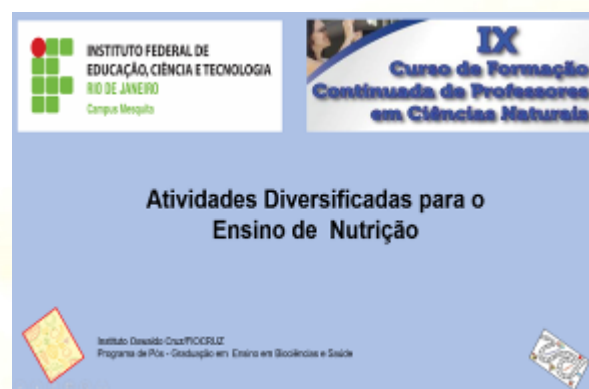 INSTITUTO FEDERAL DE
EDUCAÇÃO, CIÊNCIA E TECNOLOGIA
RIO DE JANEIRO
Campus Mesquita
IX
Curso de Formação
Continuada de Professores
em Ciências Naturais
Atividades Diversificadas para o
Ensino de Nutrição
Instituto Oswaldo Cruz/FIOCRUZ
Programa de Pós - Graduação em Ensino em Biociências e Saúde